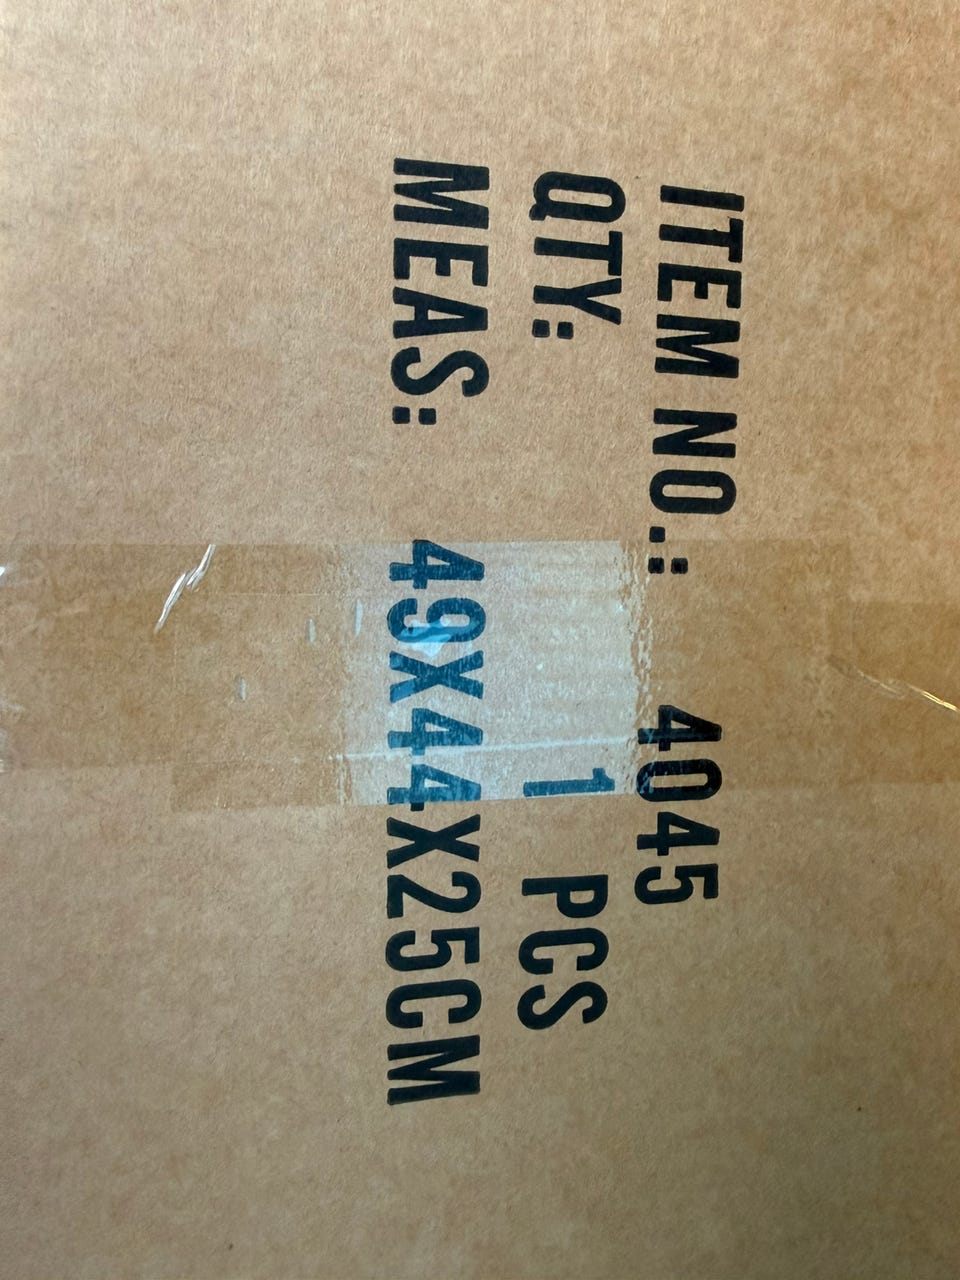 ITEM NO.: 4045
QTY: 1 PCS
MEAS: 49X44X25CM